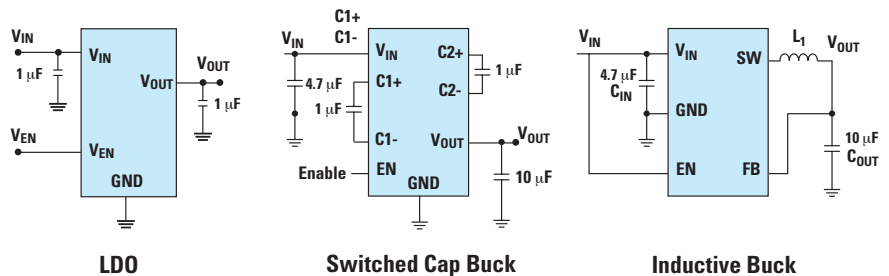 VIN
VIN
1 μF
VOUT
VOUT
1 μF
VEN
VEN
GND
LDO
C1+
C1-
VIN
VIN
4.7 μF
C1+
1 μF
C1-
Enable
EN
GND
C2+
C2-
1 μF
VOUT
VOUT
10 μF
Switched Cap Buck
VIN
VIN
4.7 μF
CIN
GND
EN
SW
L1
VOUT
FB
10 μF
COUT
Inductive Buck